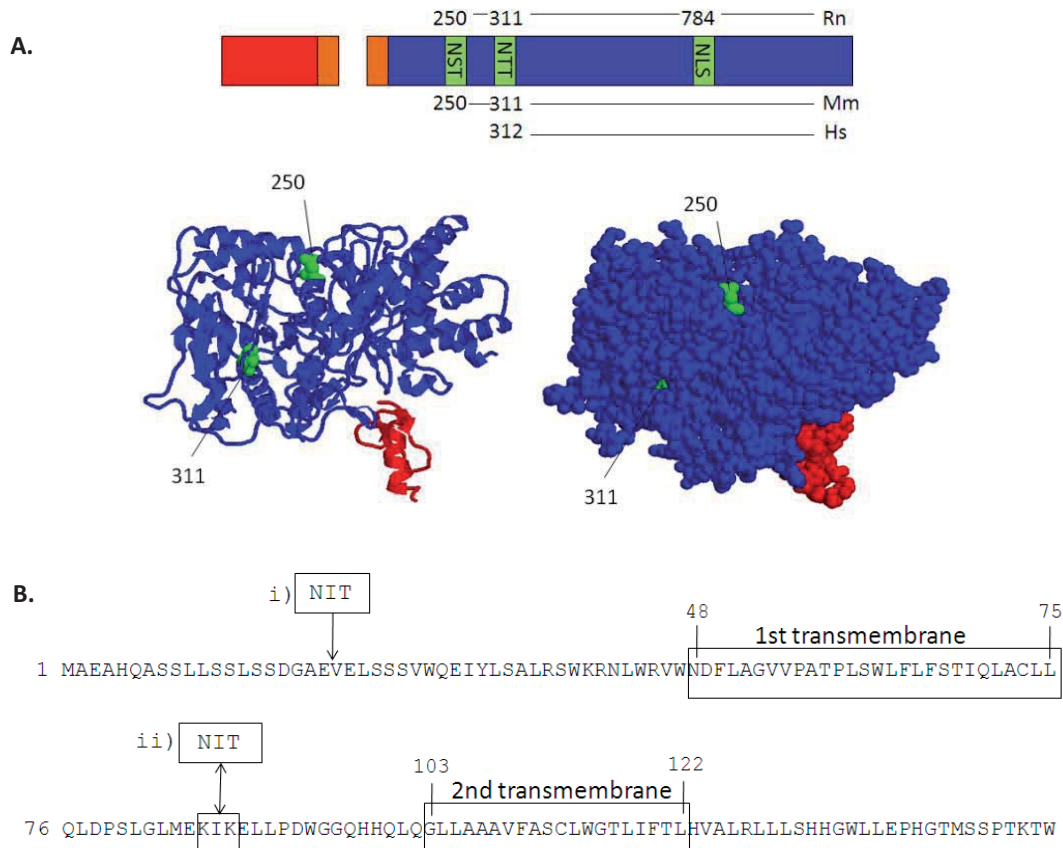 A.
250 311 784 Rn
NST NTT NLS
250 311 Mm
312 Hs
250
311
250
311
B.
i) NIT
48 75
1st transmembrane
1 MAEAHQASSLLSSLSSDGAEVELSSSVWQEIYLSALRSWKRNLWRVWNDFLAGVVPATPLSWLFLFSTIQLACLL
ii) NIT
103 122
2nd transmembrane
76 QLDPSLGLMEKIKELLPDWGGQHHQLQGLLAAAVFASCLWGTLIFTLHVALRLLLSHHGWLLEPHGTMSSPTKTW